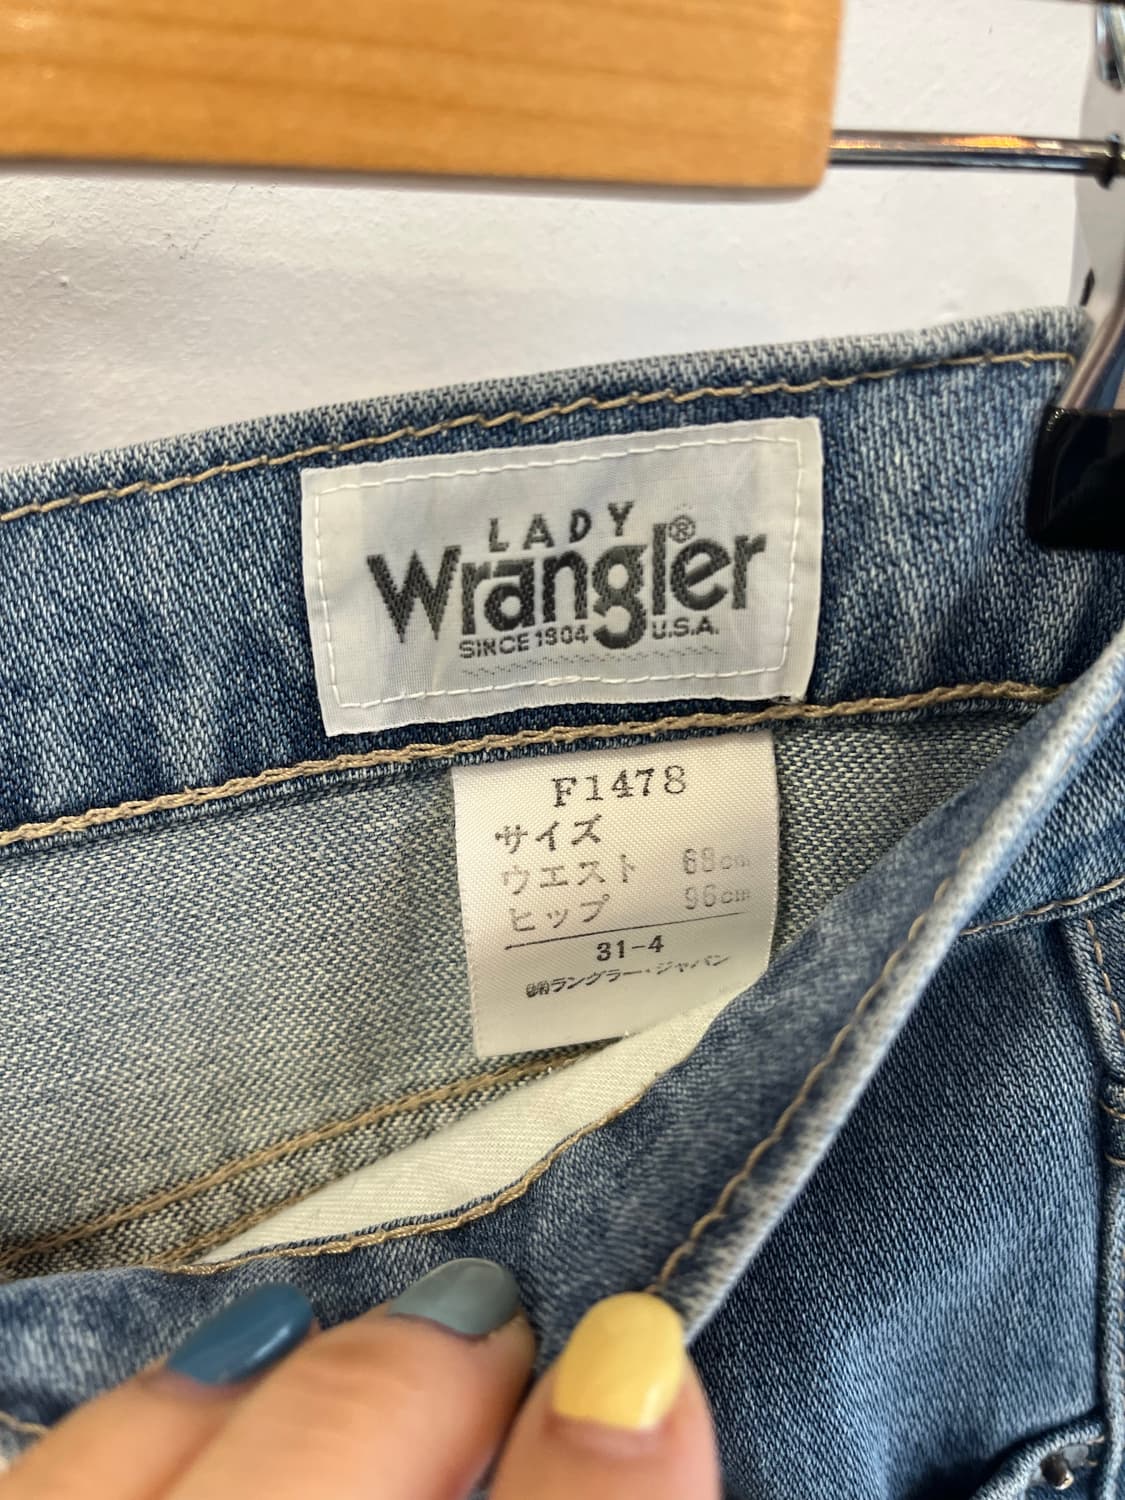 LADY
Wrangler®
SINCE 1904 U.S.A.
F1478
サイズ
ウエスト 68cm
ヒップ 96cm
31-4
ラングラー・ジャパン